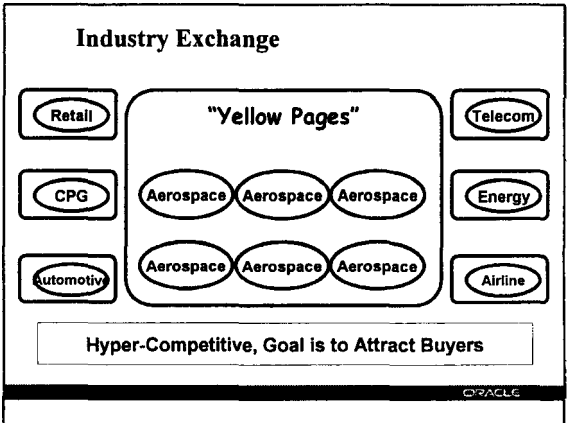 Industry Exchange
"Yellow Pages"
Retail
Telecom
CPG
Aerospace Aerospace Aerospace
Energy
Automotive
Aerospace Aerospace Aerospace
Airline
Hyper-Competitive, Goal is to Attract Buyers
ORACLE